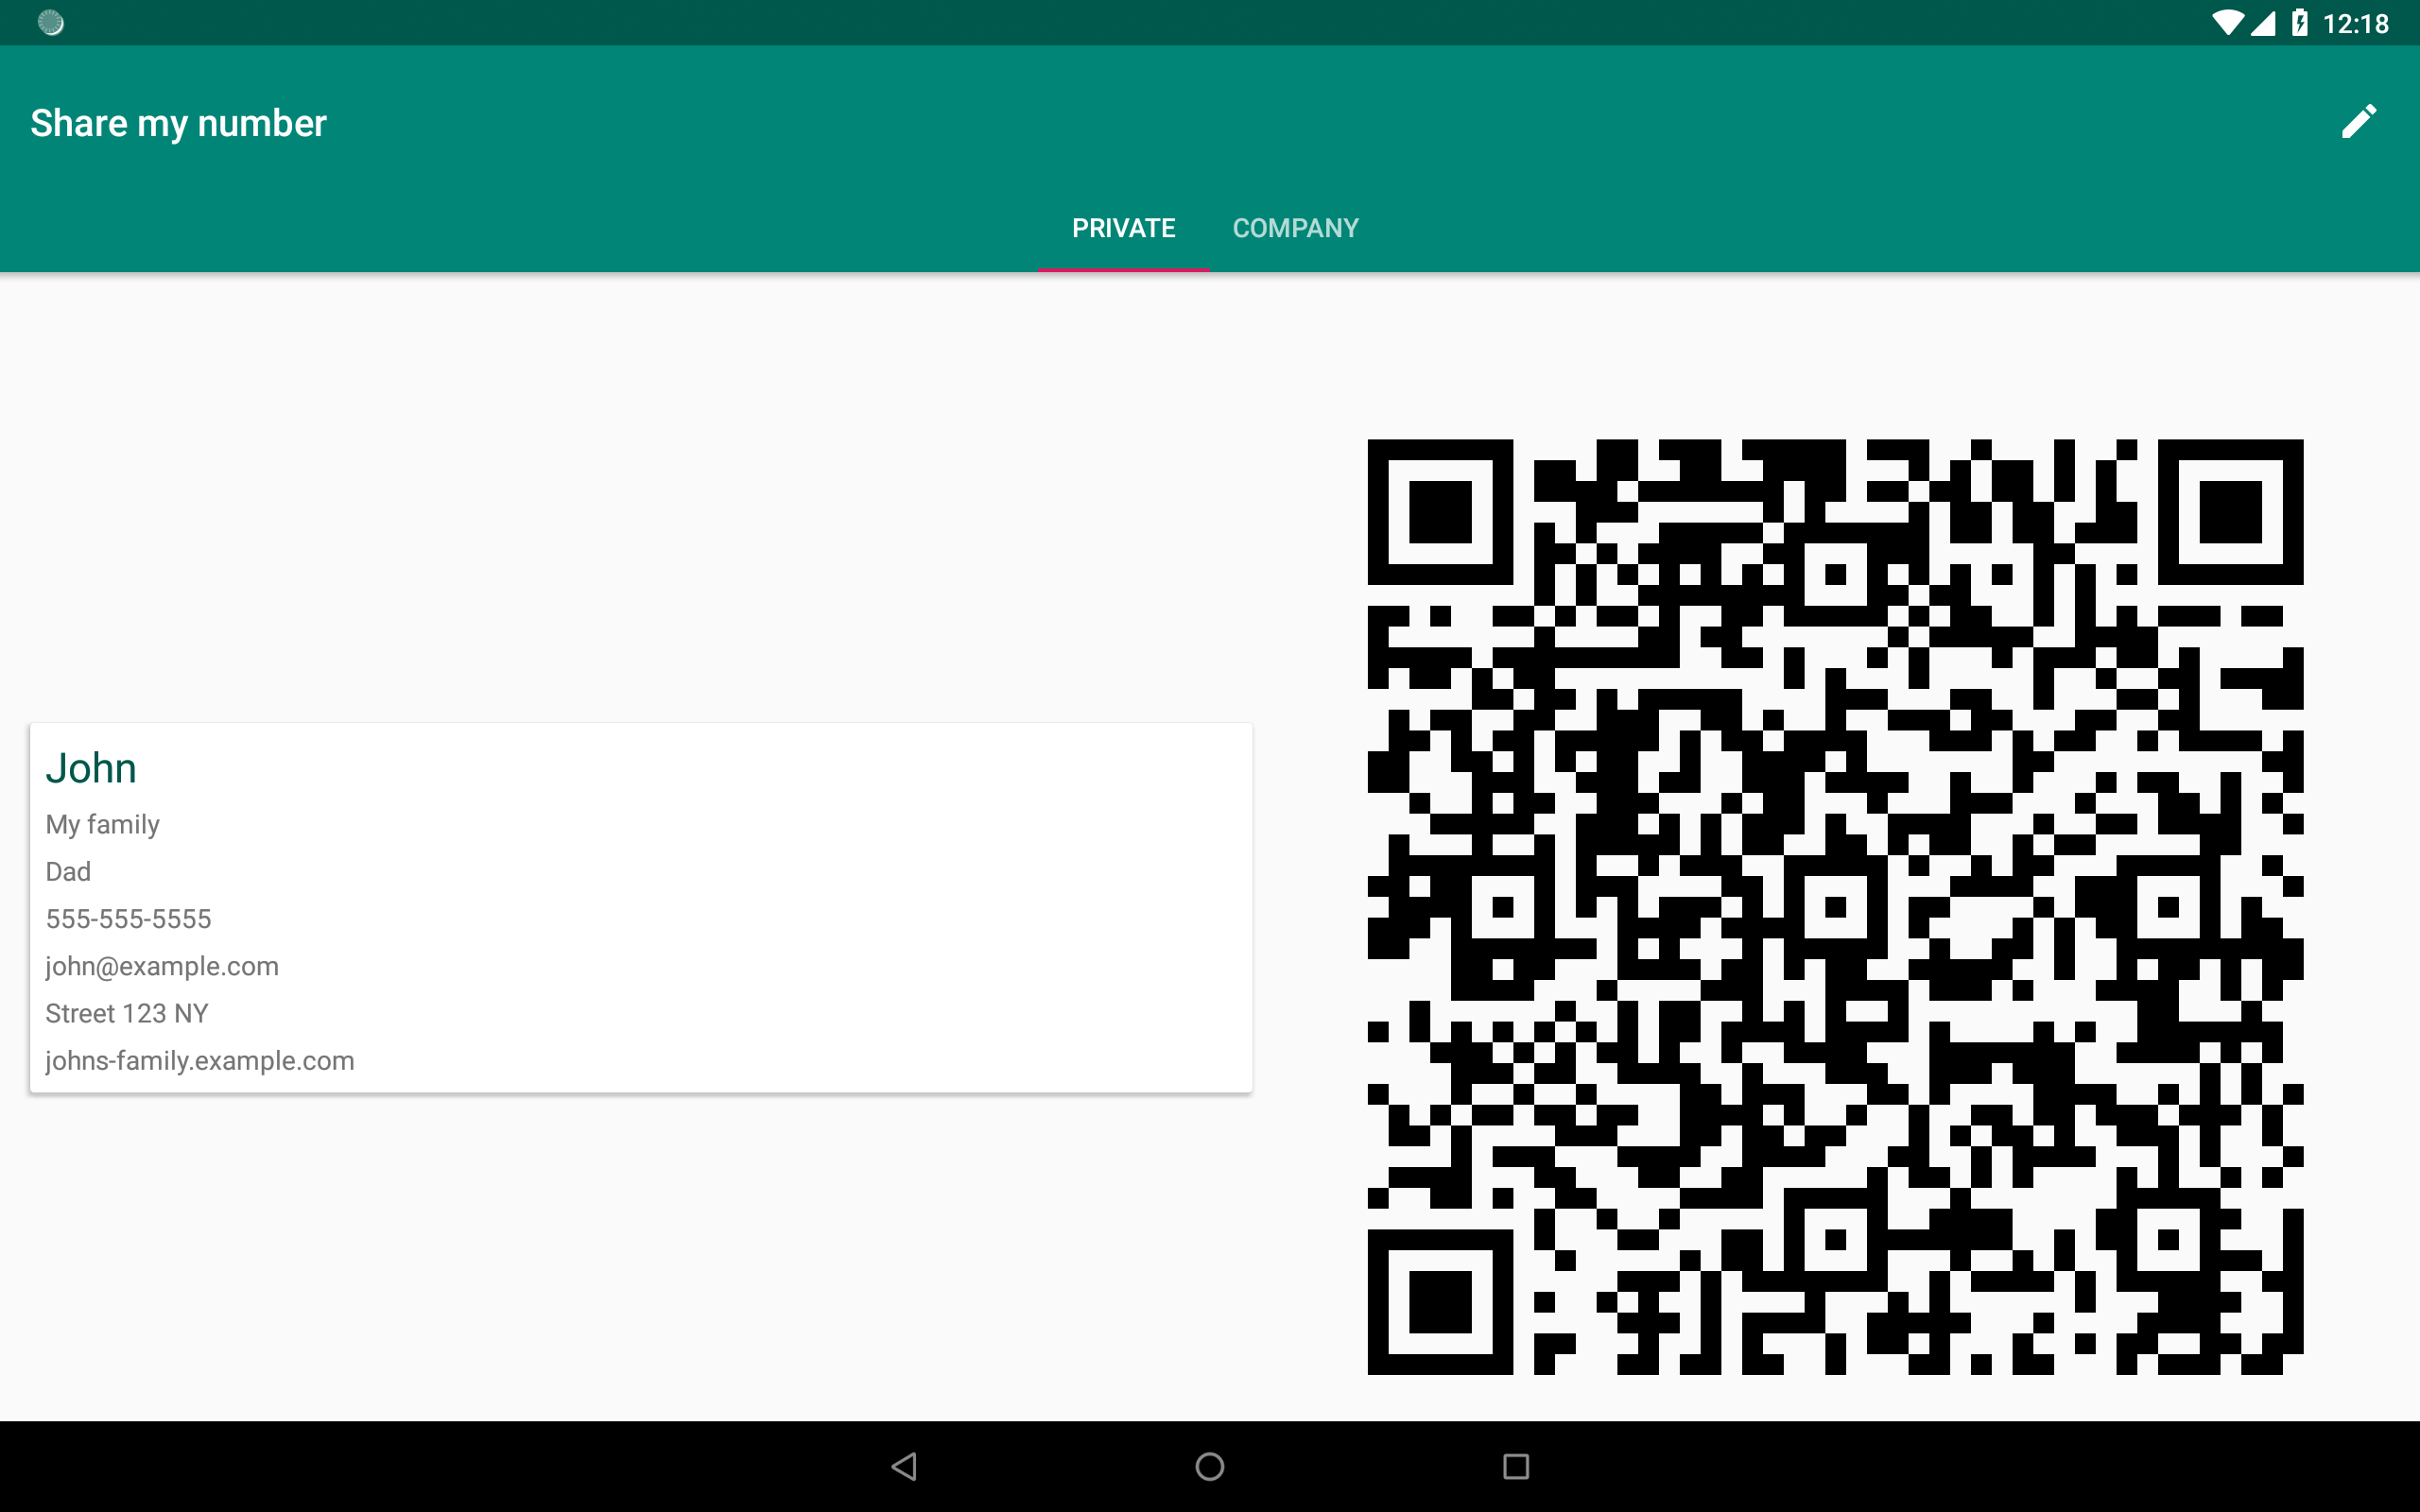 12:18
Share my number
PRIVATE COMPANY
John
My family
Dad
555-555-5555
john@example.com
Street 123 NY
johns-family.example.com